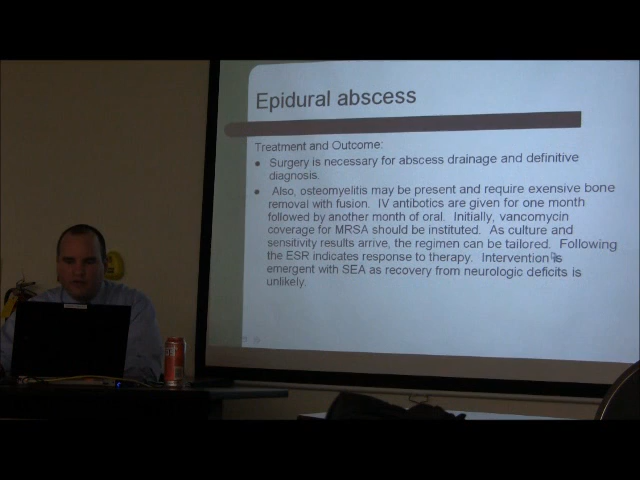 Epidural abscess
Treatment and Outcome:
● Surgery is necessary for abscess drainage and definitive
diagnosis.
● Also, osteomyelitis may be present and require exensive bone
removal with fusion. IV antibotics are given for one month
followed by another month of oral. Initially, vancomycin
coverage for MRSA should be instituted. As culture and
sensitivity results arrive, the regimen can be tailored. Following
the ESR indicates response to therapy. Intervention is
emergent with SEA as recovery from neurologic deficits is
unlikely.